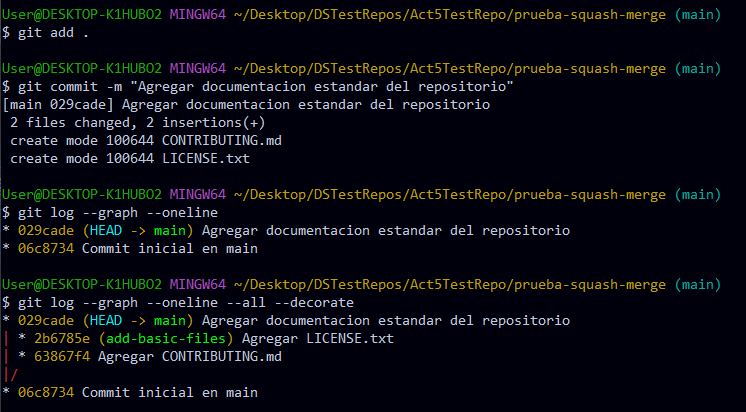 User@DESKTOP-K1HUBO2 MINGW64 ~/Desktop/DSTestRepos/Act5TestRepo/prueba-squash-merge (main)
$ git add .
User@DESKTOP-K1HUBO2 MINGW64 ~/Desktop/DSTestRepos/Act5TestRepo/prueba-squash-merge (main)
$ git commit -m "Agregar documentacion estandar del repositorio"
[main 029cade] Agregar documentacion estandar del repositorio
 2 files changed, 2 insertions(+)
 create mode 100644 CONTRIBUTING.md
 create mode 100644 LICENSE.txt
User@DESKTOP-K1HUBO2 MINGW64 ~/Desktop/DSTestRepos/Act5TestRepo/prueba-squash-merge (main)
$ git log --graph --oneline
* 029cade (HEAD -> main) Agregar documentacion estandar del repositorio
* 06c8734 Commit inicial en main
User@DESKTOP-K1HUBO2 MINGW64 ~/Desktop/DSTestRepos/Act5TestRepo/prueba-squash-merge (main)
$ git log --graph --oneline --all --decorate
* 029cade (HEAD -> main) Agregar documentacion estandar del repositorio
| * 2b6785e (add-basic-files) Agregar LICENSE.txt
| * 63867f4 Agregar CONTRIBUTING.md
|/
* 06c8734 Commit inicial en main